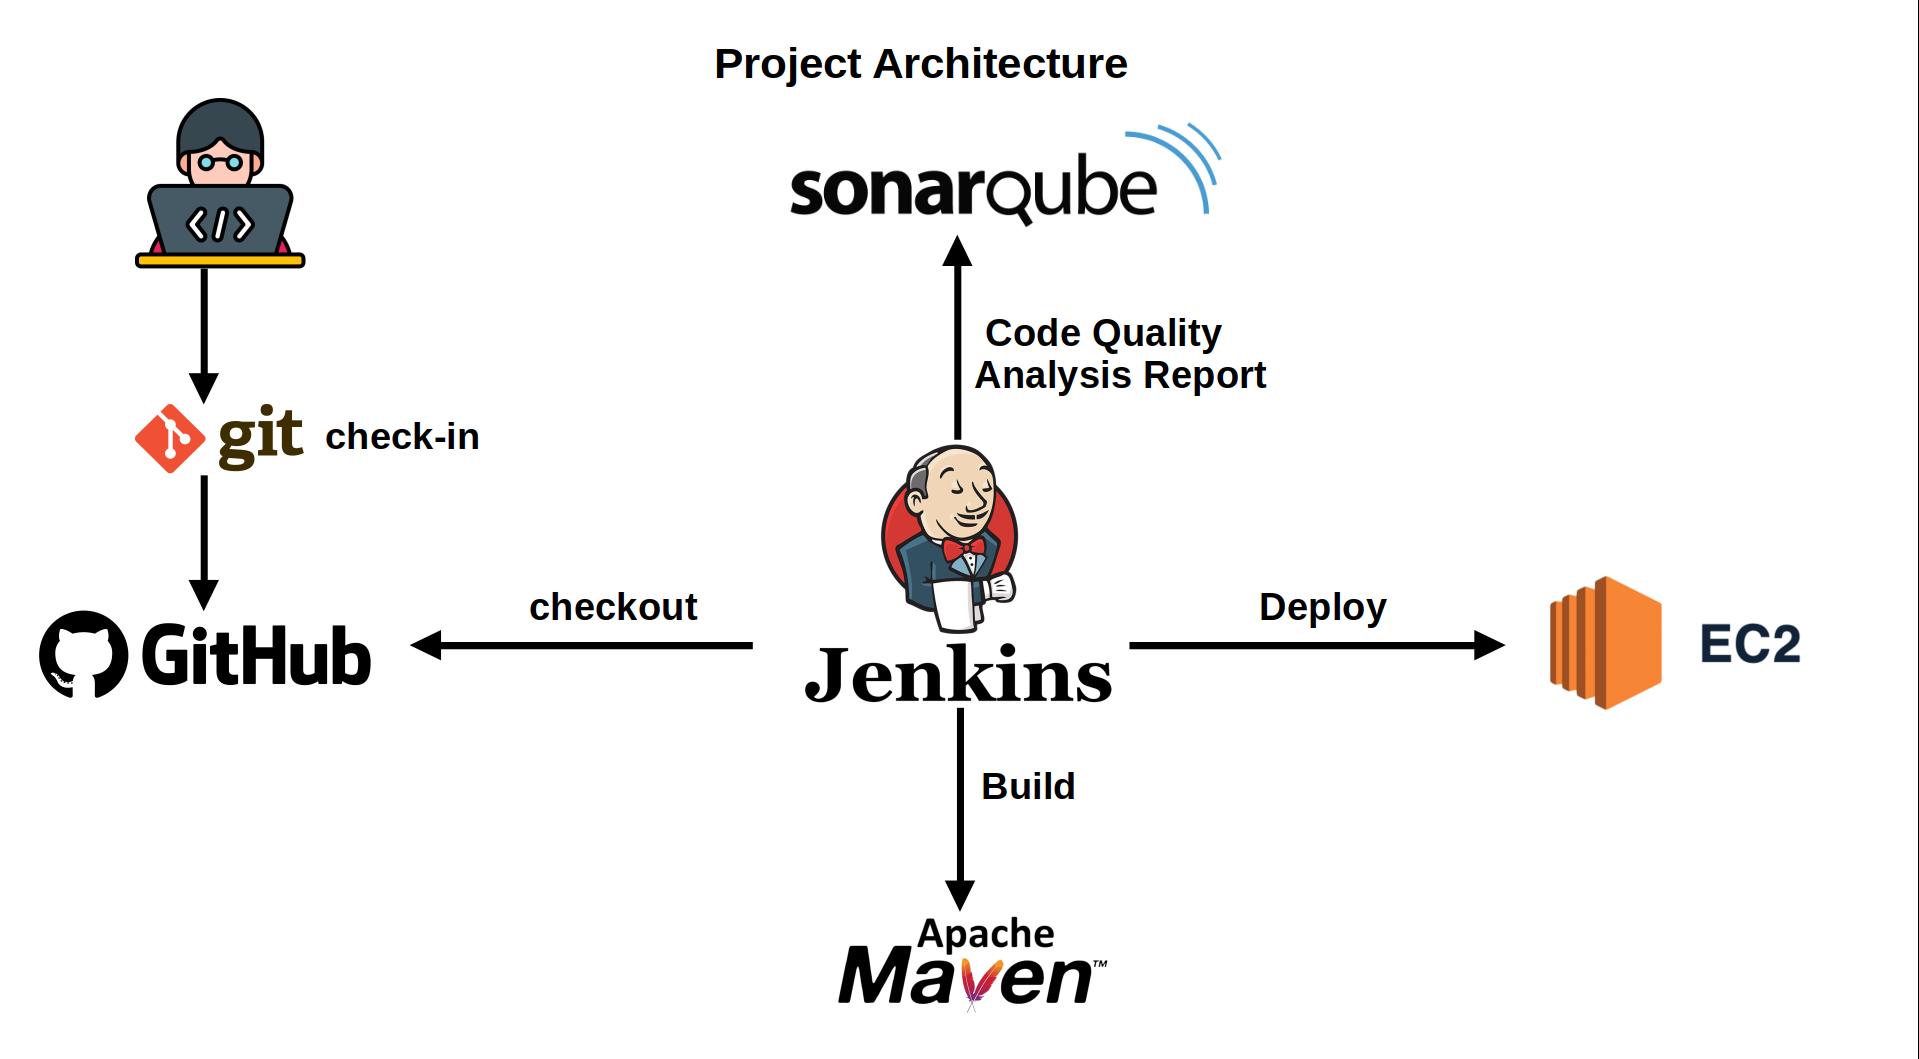 Project Architecture
sonarqube
</>
Code Quality
Analysis Report
git
check-in
checkout
Deploy
GitHub
Jenkins
EC2
Build
Apache
Maven™